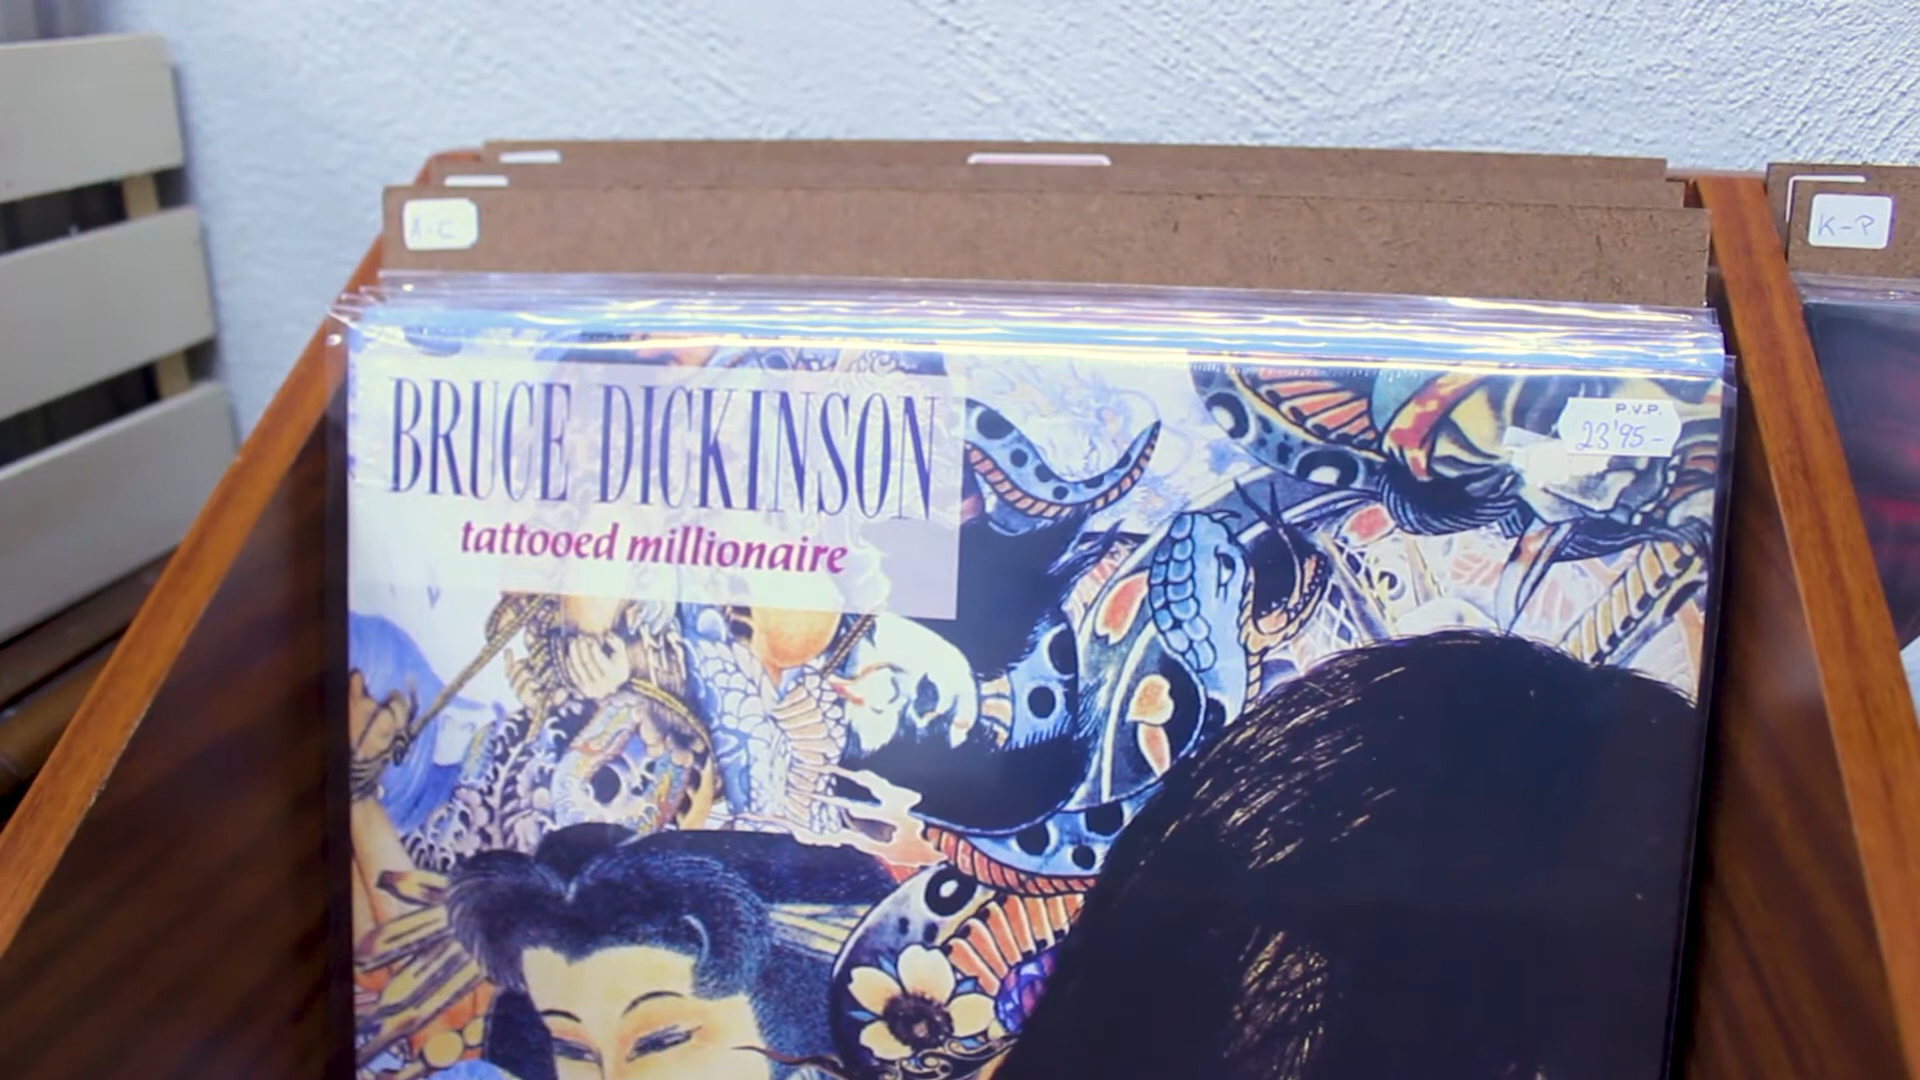 A-C
K-P
BRUCE DICKINSON
tattooed millionaire
P.V.P.
23'95-